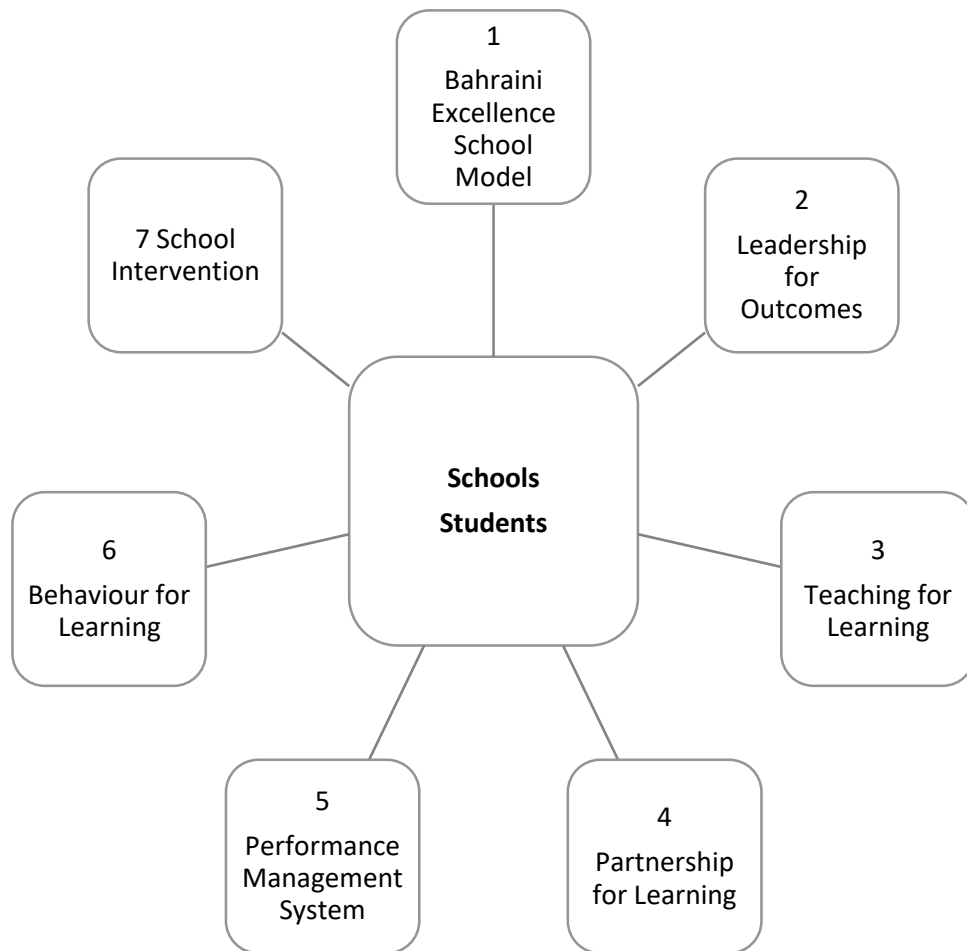 1
Bahraini
Excellence
School
Model
2
Leadership
for
Outcomes
3
Teaching for
Learning
4
Partnership
for Learning
5
Performance
Management
System
6
Behaviour for
Learning
7 School
Intervention
Schools
Students